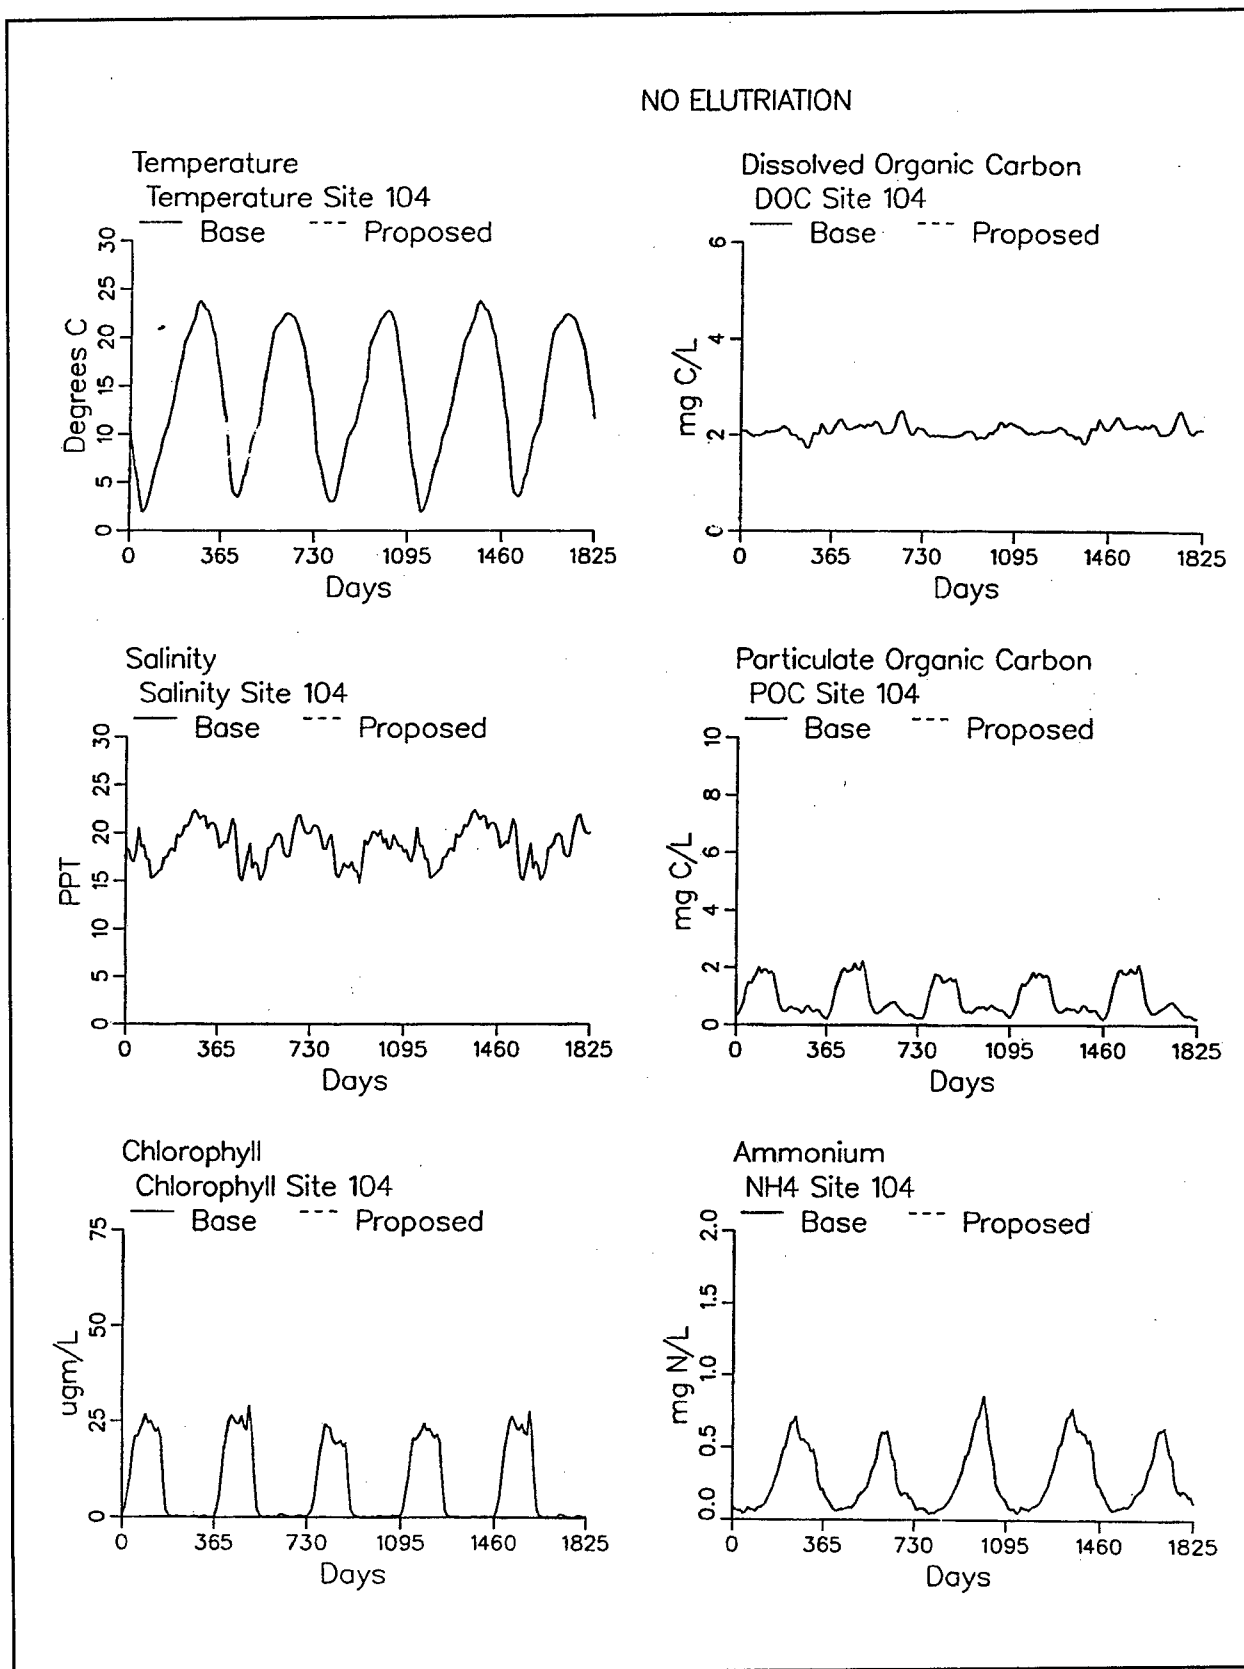 NO ELUTRIATION
Temperature
Temperature Site 104
Base Proposed
30
25
20
15
10
5
0
Degrees C
0 365 730 1095 1460 1825
Days
Dissolved Organic Carbon
DOC Site 104
Base Proposed
6
4
2
0
mg C/L
0 365 730 1095 1460 1825
Days
Salinity
Salinity Site 104
Base Proposed
30
25
20
15
10
5
0
PPT
0 365 730 1095 1460 1825
Days
Particulate Organic Carbon
POC Site 104
Base Proposed
10
8
6
4
2
0
mg C/L
0 365 730 1095 1460 1825
Days
Chlorophyll
Chlorophyll Site 104
Base Proposed
75
50
25
0
ugm/L
0 365 730 1095 1460 1825
Days
Ammonium
NH4 Site 104
Base Proposed
2.0
1.5
1.0
0.5
0.0
mg N/L
0 365 730 1095 1460 1825
Days